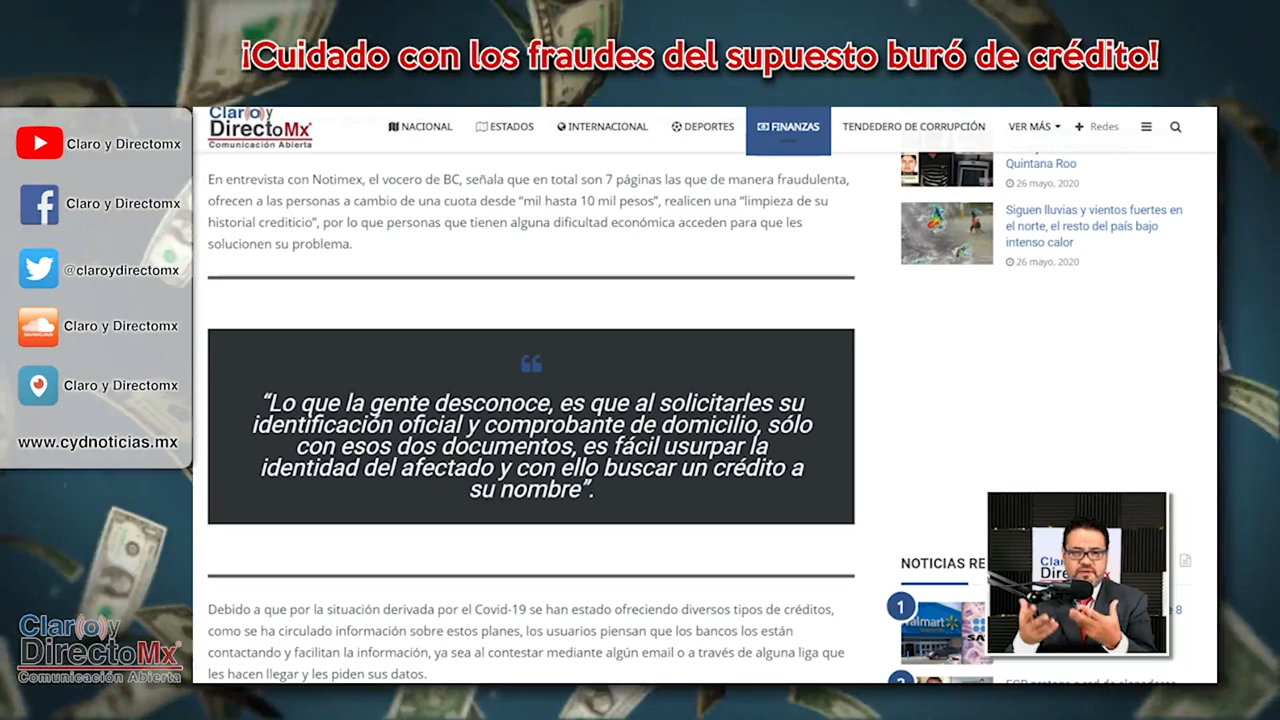 ¡Cuidado con los fraudes del supuesto buró de crédito!
Claro y Directomx
Claro y Directomx
@claroydirectomx
SOUNDCLOUD
Claro y Directomx
Claro y Directomx
www.cydnoticias.mx
Claro y
DirectoMx
Comunicación Abierta
NACIONAL ESTADOS INTERNACIONAL DEPORTES FINANZAS TENDEDERO DE CORRUPCIÓN VER MÁS Redes
En entrevista con Notimex, el vocero de BC, señala que en total son 7 páginas las que de manera fraudulenta,
ofrecen a las personas a cambio de una cuota desde “mil hasta 10 mil pesos”, realicen una “limpieza de su
historial crediticio”, por lo que personas que tienen alguna dificultad económica acceden para que les
solucionen su problema.
“Lo que la gente desconoce, es que al solicitarles su
identificación oficial y comprobante de domicilio, sólo
con esos dos documentos, es fácil usurpar la
identidad del afectado y con ello buscar un crédito a
su nombre”.
Debido a que por la situación derivada por el Covid-19 se han estado ofreciendo diversos tipos de créditos,
como se ha circulado información sobre estos planes, los usuarios piensan que los bancos los están
contactando y facilitan la información, ya sea al contestar mediante algún email o a través de alguna liga que
les hacen llegar y les piden sus datos.
Quintana Roo
26 mayo, 2020
Siguen lluvias y vientos fuertes en
el norte, el resto del país bajo
intenso calor
26 mayo, 2020
NOTICIAS RE
1
Walmart
8
2
Claro y
DirectoMx
Comunicación Abierta